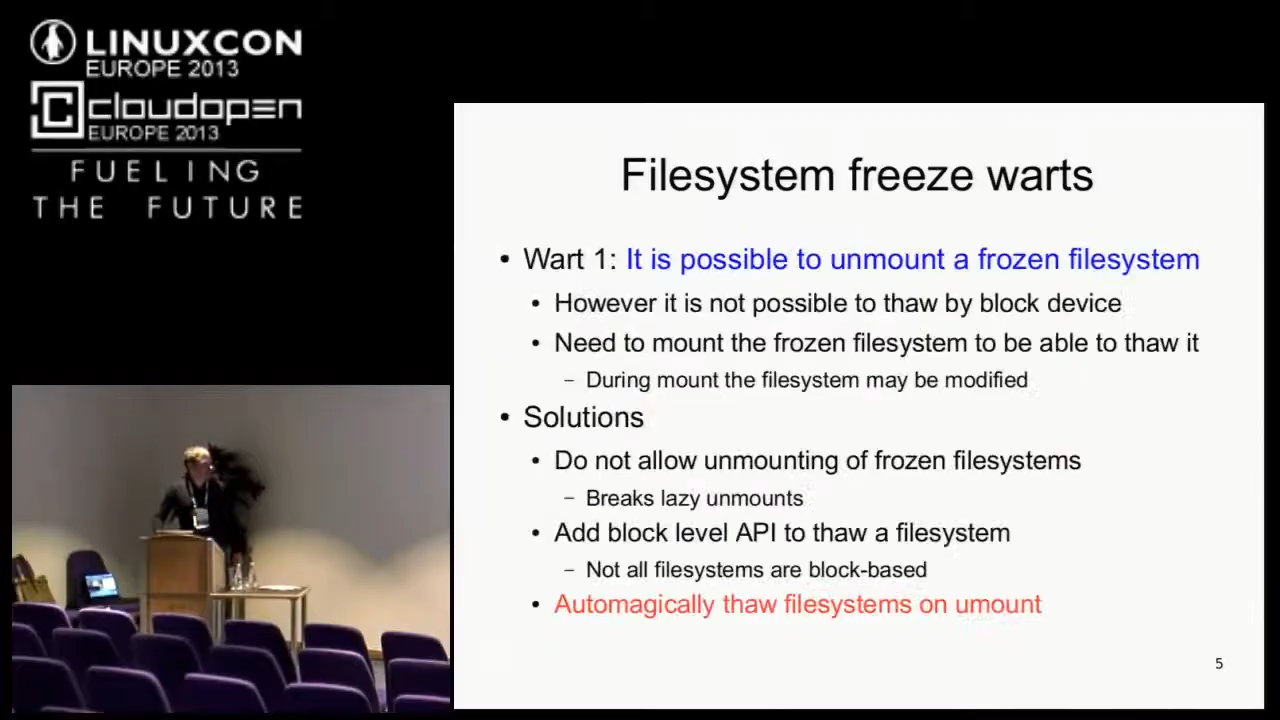 LINUXCON
EUROPE 2013
cloudopen
EUROPE 2013
FUELING
THE FUTURE
Filesystem freeze warts
• Wart 1: It is possible to unmount a frozen filesystem
• However it is not possible to thaw by block device
• Need to mount the frozen filesystem to be able to thaw it
– During mount the filesystem may be modified
• Solutions
• Do not allow unmounting of frozen filesystems
– Breaks lazy unmounts
• Add block level API to thaw a filesystem
– Not all filesystems are block-based
• Automagically thaw filesystems on umount
5